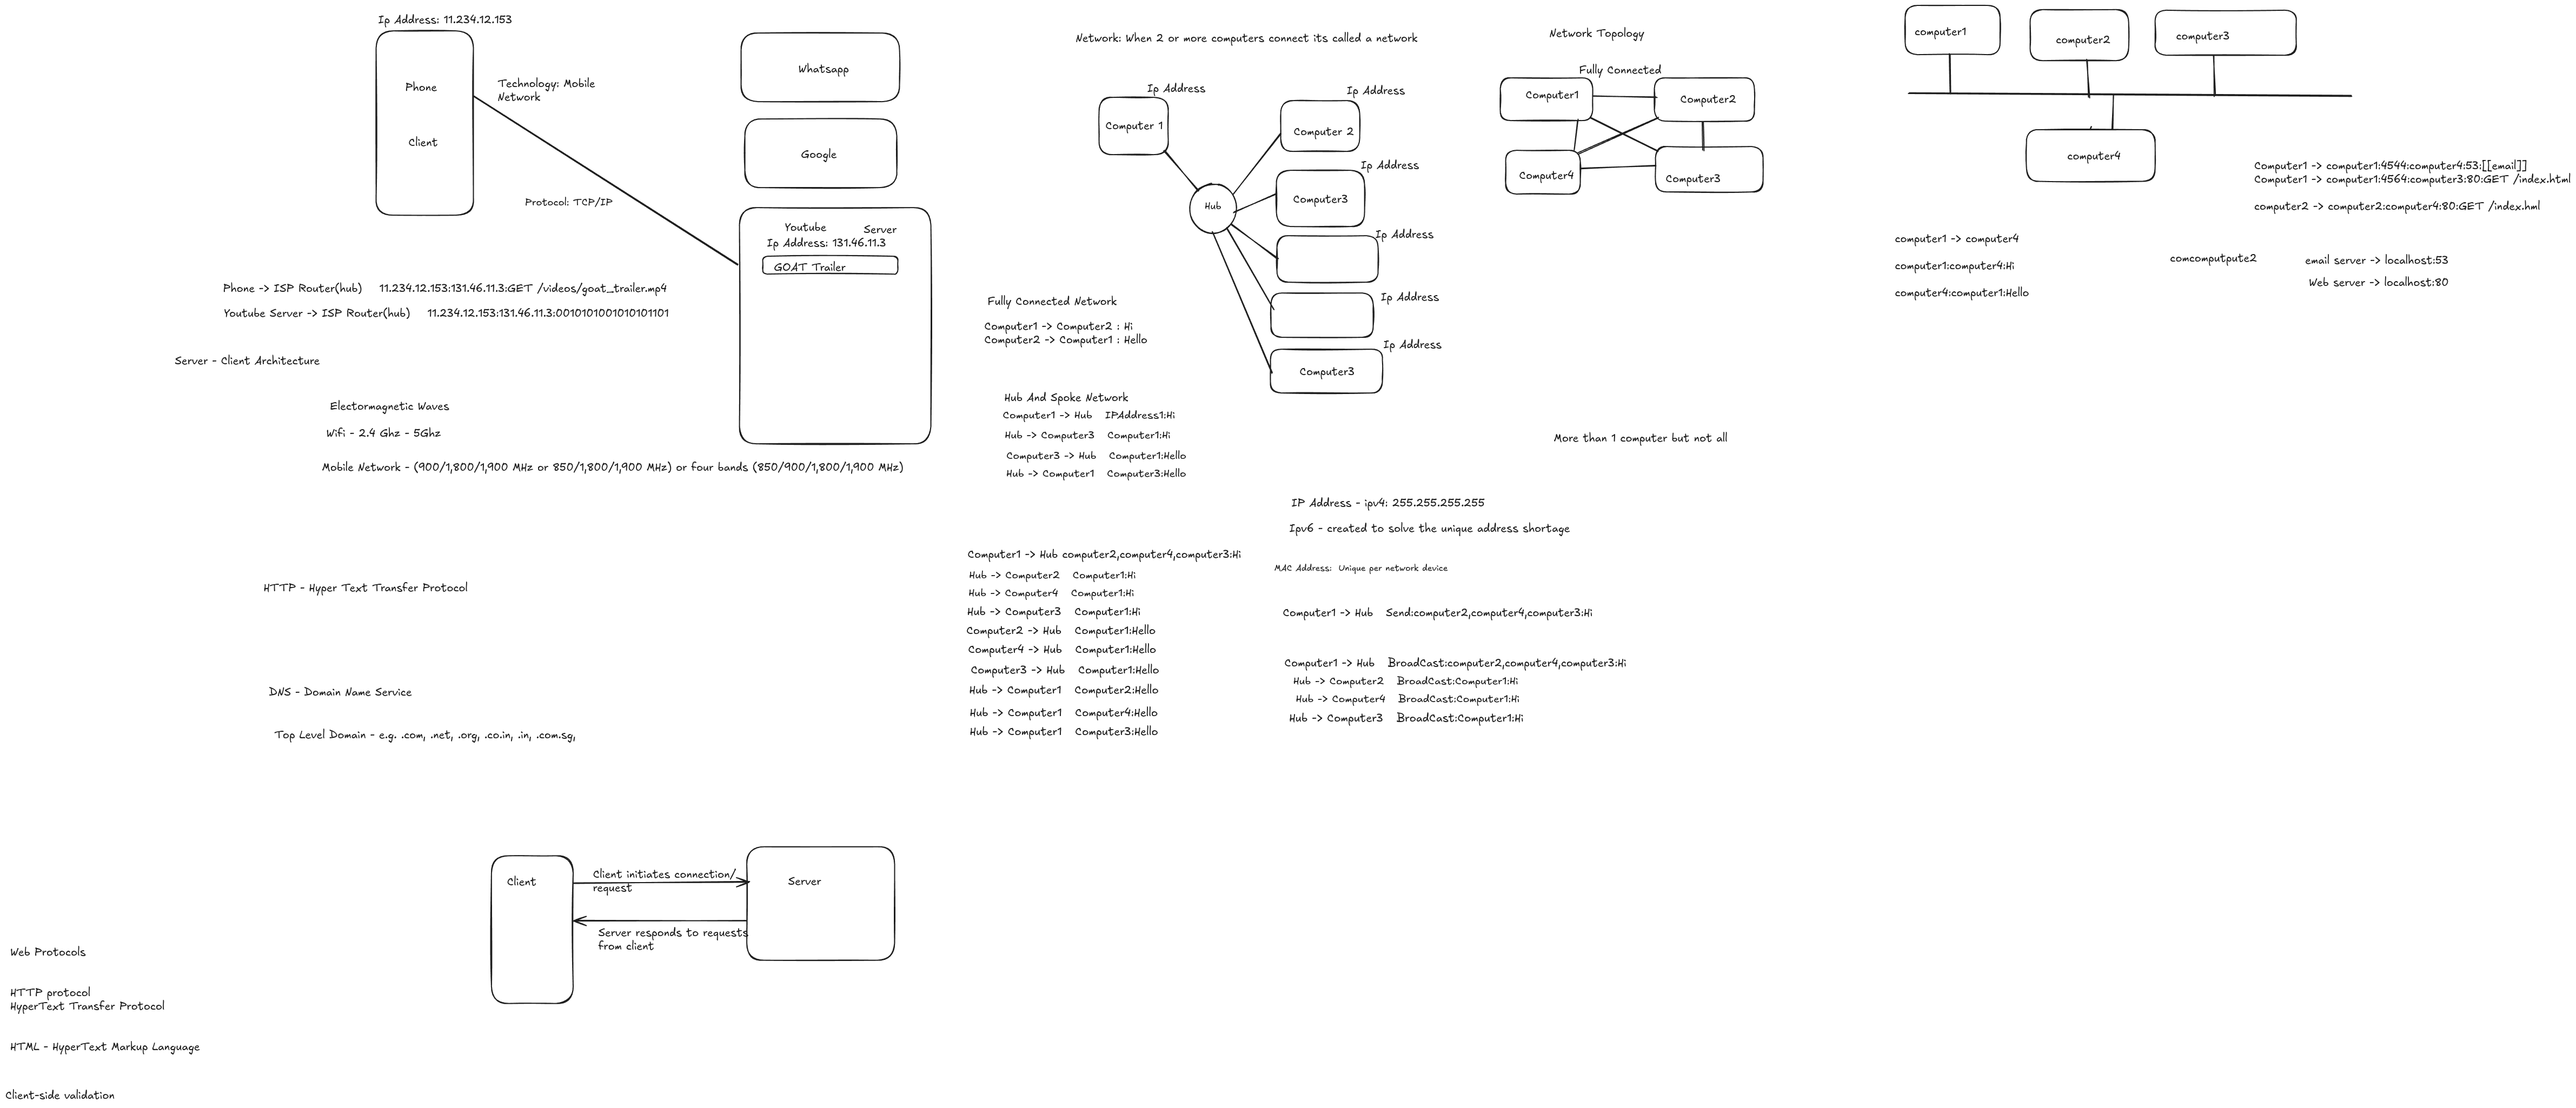 Ip Address: 11.234.12.153
Phone
Client
Technology: Mobile
Network
Protocol: TCP/IP
Whatsapp
Google
Youtube
Server
Ip Address: 131.46.11.3
GOAT Trailer
Phone -> ISP Router(hub) 11.234.12.153:131.46.11.3:GET /videos/goat_trailer.mp4
Youtube Server -> ISP Router(hub) 11.234.12.153:131.46.11.3:0010101001010101101
Server - Client Architecture
Electormagnetic Waves
Wifi - 2.4 Ghz - 5Ghz
Mobile Network - (900/1,800/1,900 MHz or 850/1,800/1,900 MHz) or four bands (850/900/1,800/1,900 MHz)
HTTP - Hyper Text Transfer Protocol
DNS - Domain Name Service
Top Level Domain - e.g. .com, .net, .org, .co.in, .in, .com.sg,
Client
Client initiates connection/
request
Server
Server responds to requests
from client
Web Protocols
HTTP protocol
HyperText Transfer Protocol
HTML - HyperText Markup Language
Client-side validation
Network: When 2 or more computers connect its called a network
Ip Address
Computer 1
Ip Address
Computer 2
Ip Address
Computer3
Hub
Ip Address
Ip Address
Ip Address
Computer3
Fully Connected Network
Computer1 -> Computer2 : Hi
Computer2 -> Computer1 : Hello
Hub And Spoke Network
Computer1 -> Hub IPAddress1:Hi
Hub -> Computer3 Computer1:Hi
Computer3 -> Hub Computer1:Hello
Hub -> Computer1 Computer3:Hello
Computer1 -> Hub computer2,computer4,computer3:Hi
Hub -> Computer2 Computer1:Hi
Hub -> Computer4 Computer1:Hi
Hub -> Computer3 Computer1:Hi
Computer2 -> Hub Computer1:Hello
Computer4 -> Hub Computer1:Hello
Computer3 -> Hub Computer1:Hello
Hub -> Computer1 Computer2:Hello
Hub -> Computer1 Computer4:Hello
Hub -> Computer1 Computer3:Hello
Network Topology
Fully Connected
Computer1
Computer2
Computer4
Computer3
More than 1 computer but not all
IP Address - ipv4: 255.255.255.255
Ipv6 - created to solve the unique address shortage
MAC Address: Unique per network device
Computer1 -> Hub Send:computer2,computer4,computer3:Hi
Computer1 -> Hub BroadCast:computer2,computer4,computer3:Hi
Hub -> Computer2 BroadCast:Computer1:Hi
Hub -> Computer4 BroadCast:Computer1:Hi
Hub -> Computer3 BroadCast:Computer1:Hi
computer1
computer2
computer3
computer4
Computer1 -> computer1:4544:computer4:53:[[email]]
Computer1 -> computer1:4564:computer3:80:GET /index.html
computer2 -> computer2:computer4:80:GET /index.hml
computer1 -> computer4
computer1:computer4:Hi
computer4:computer1:Hello
comcomputpute2
email server -> localhost:53
Web server -> localhost:80